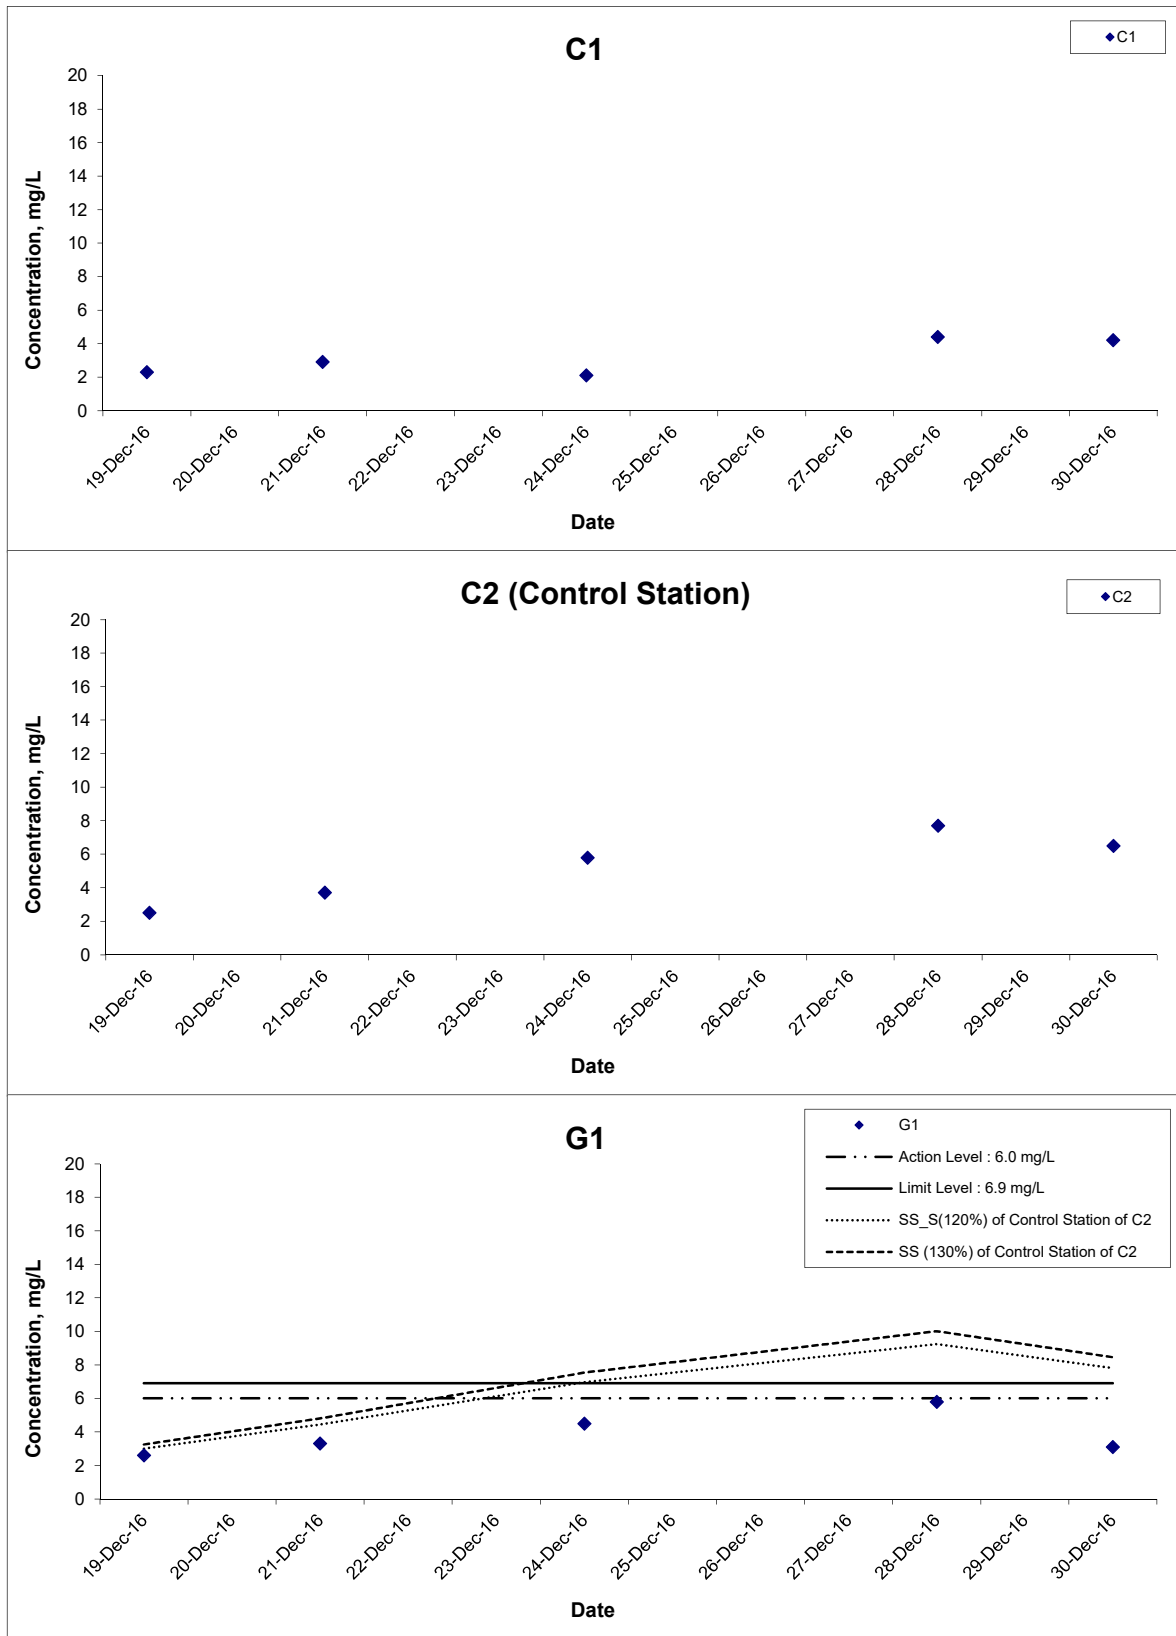 C1
C1
20
18
16
14
12
10
8
6
4
2
0
Concentration, mg/L
19-Dec-16
20-Dec-16
21-Dec-16
22-Dec-16
23-Dec-16
24-Dec-16
25-Dec-16
26-Dec-16
27-Dec-16
28-Dec-16
29-Dec-16
30-Dec-16
Date
C2 (Control Station)
C2
20
18
16
14
12
10
8
6
4
2
0
Concentration, mg/L
19-Dec-16
20-Dec-16
21-Dec-16
22-Dec-16
23-Dec-16
24-Dec-16
25-Dec-16
26-Dec-16
27-Dec-16
28-Dec-16
29-Dec-16
30-Dec-16
Date
G1
G1
Action Level : 6.0 mg/L
Limit Level : 6.9 mg/L
SS_S(120%) of Control Station of C2
SS (130%) of Control Station of C2
20
18
16
14
12
10
8
6
4
2
0
Concentration, mg/L
19-Dec-16
20-Dec-16
21-Dec-16
22-Dec-16
23-Dec-16
24-Dec-16
25-Dec-16
26-Dec-16
27-Dec-16
28-Dec-16
29-Dec-16
30-Dec-16
Date